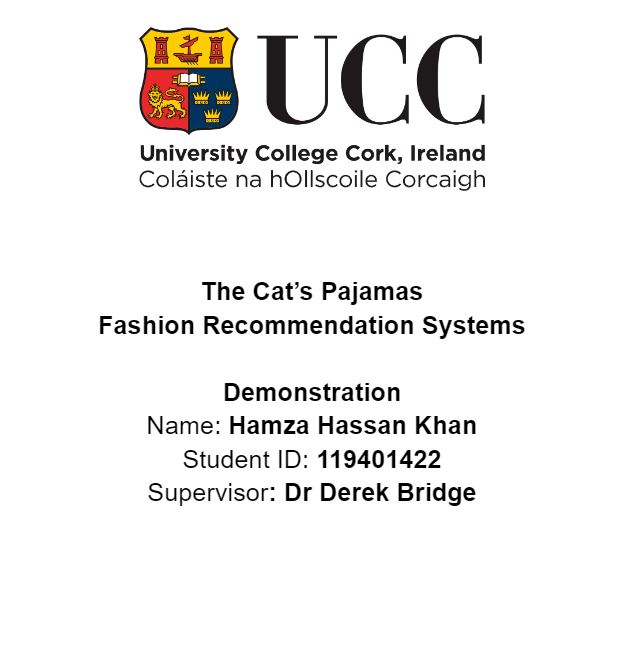 UCC
University College Cork, Ireland
Coláiste na hOllscoile Corcaigh
The Cat’s Pajamas
Fashion Recommendation Systems
Demonstration
Name: Hamza Hassan Khan
Student ID: 119401422
Supervisor: Dr Derek Bridge